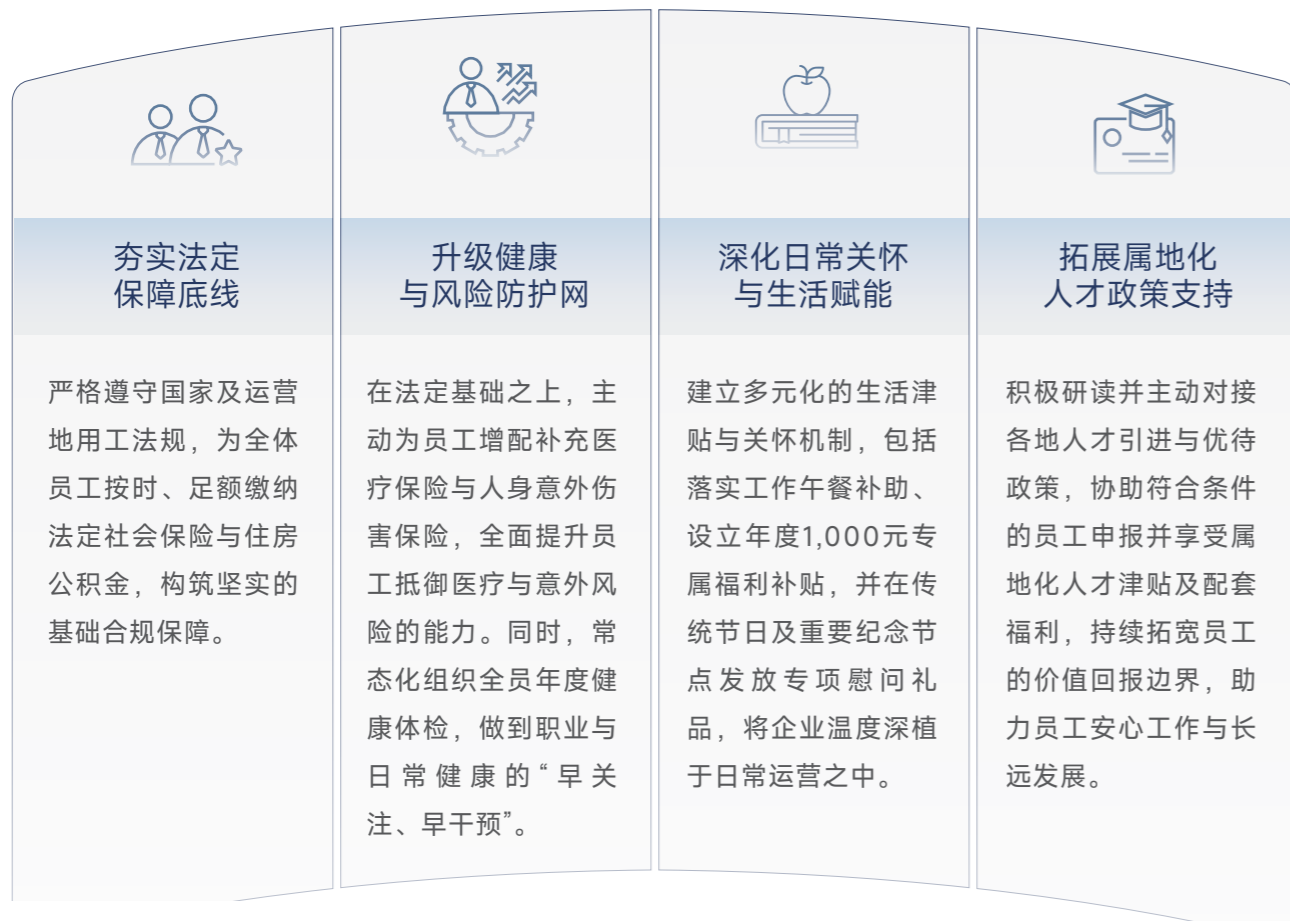 夯实法定
保障底线
严格遵守国家及运营
地用工法规，为全体
员工按时、足额缴纳
法定社会保险与住房
公积金，构筑坚实的
基础合规保障。
升级健康
与风险防护网
在法定基础之上，主
动为员工增配补充医
疗保险与人身意外伤
害保险，全面提升员
工抵御医疗与意外风
险的能力。同时，常
态化组织全员年度健
康体检，做到职业与
日常健康的“早关
注、早干预”。
深化日常关怀
与生活赋能
建立多元化的生活津
贴与关怀机制，包括
落实工作午餐补助、
设立年度1,000元专
属福利补贴，并在传
统节日及重要纪念节
点发放专项慰问礼
品，将企业温度深植
于日常运营之中。
拓展属地化
人才政策支持
积极研读并主动对接
各地人才引进与优待
政策，协助符合条件
的员工申报并享受属
地化人才津贴及配套
福利，持续拓宽员工
的价值回报边界，助
力员工安心工作与长
远发展。